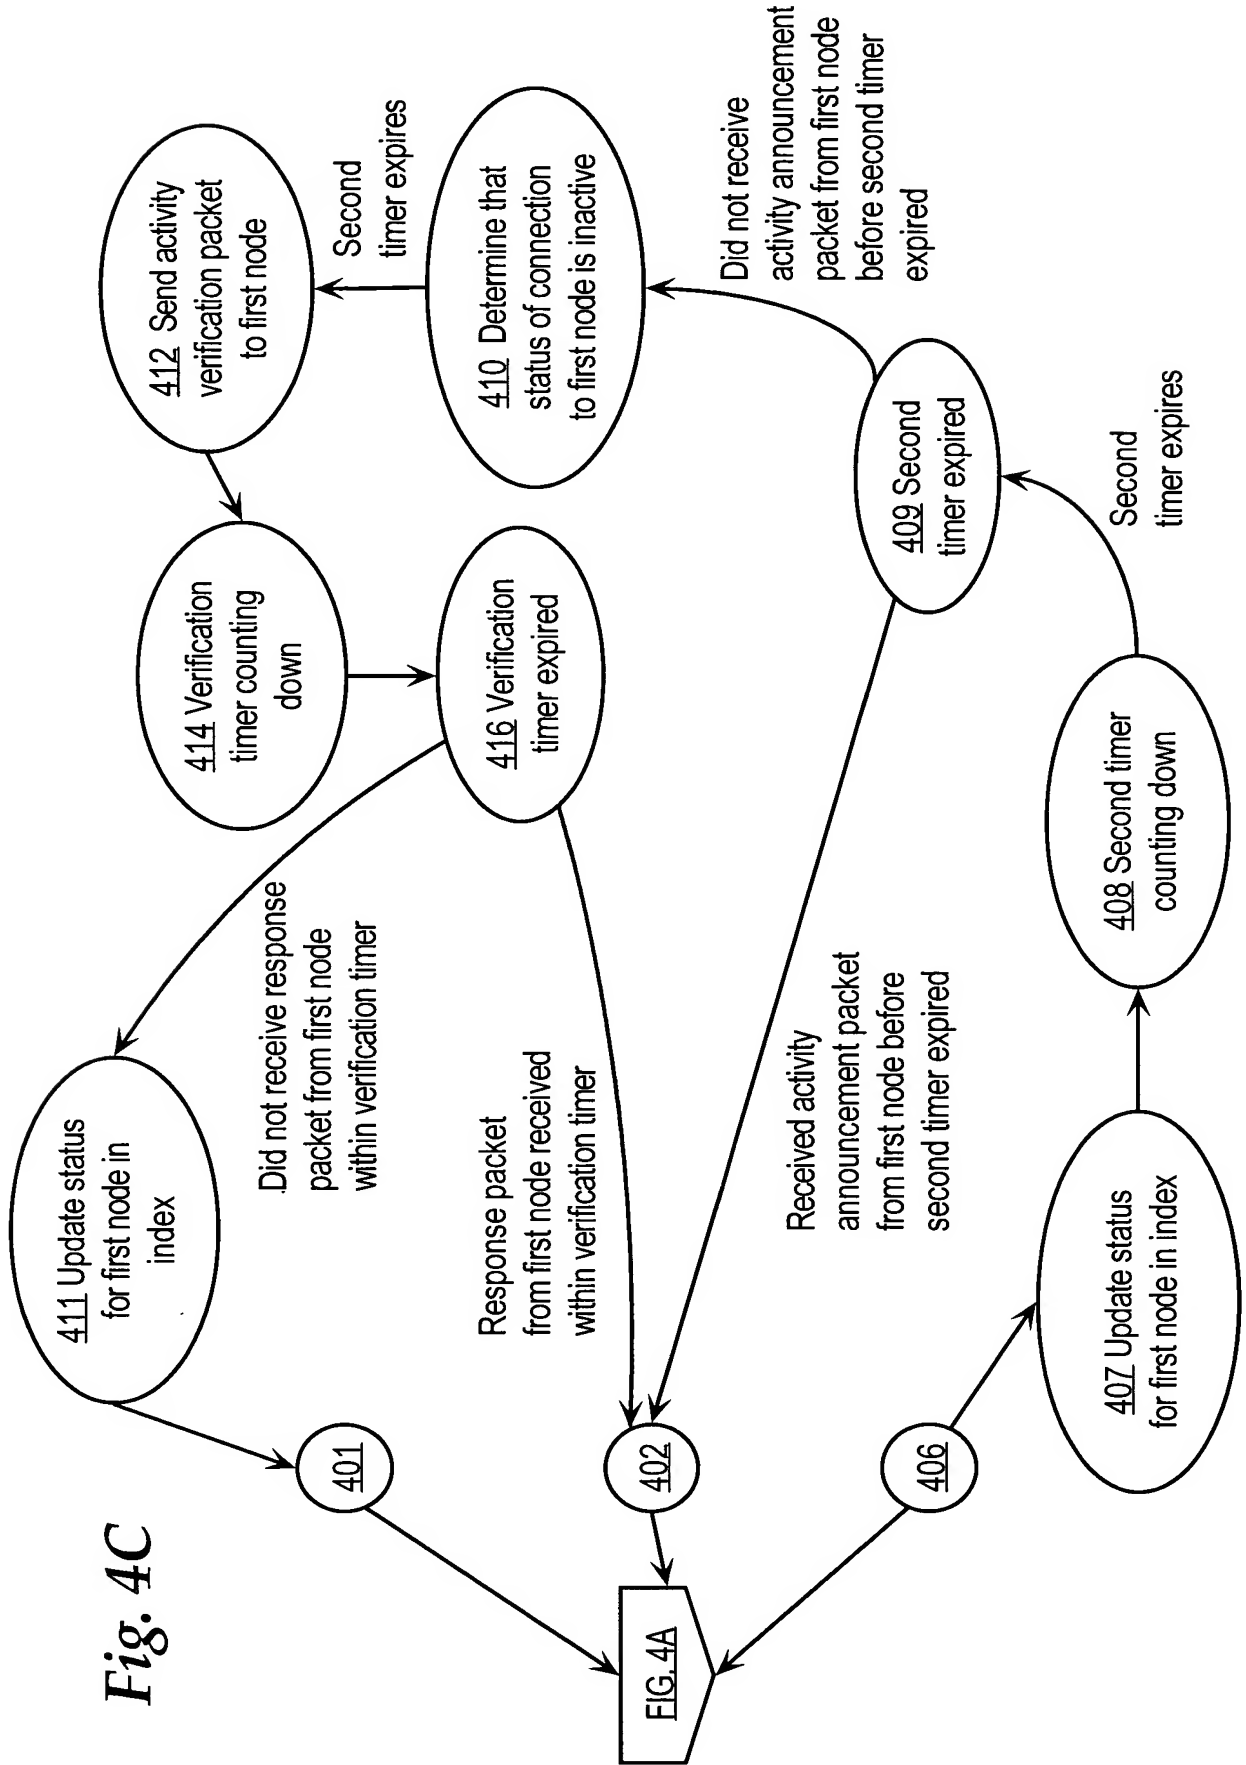 Fig. 4C
411 Update status
for first node in
index
414 Verification
timer counting
down
412 Send activity
verification packet
to first node
Second
timer expires
.Did not receive response
packet from first node
within verification timer
401
416 Verification
timer expired
410 Determine that
status of connection
to first node is inactive
Response packet
from first node received
within verification timer
FIG. 4A
402
Did not receive
activity announcement
packet from first node
before second timer
expired
Received activity
announcement packet
from first node before
second timer expired
409 Second
timer expired
406
407 Update status
for first node in index
408 Second timer
counting down
Second
timer expires